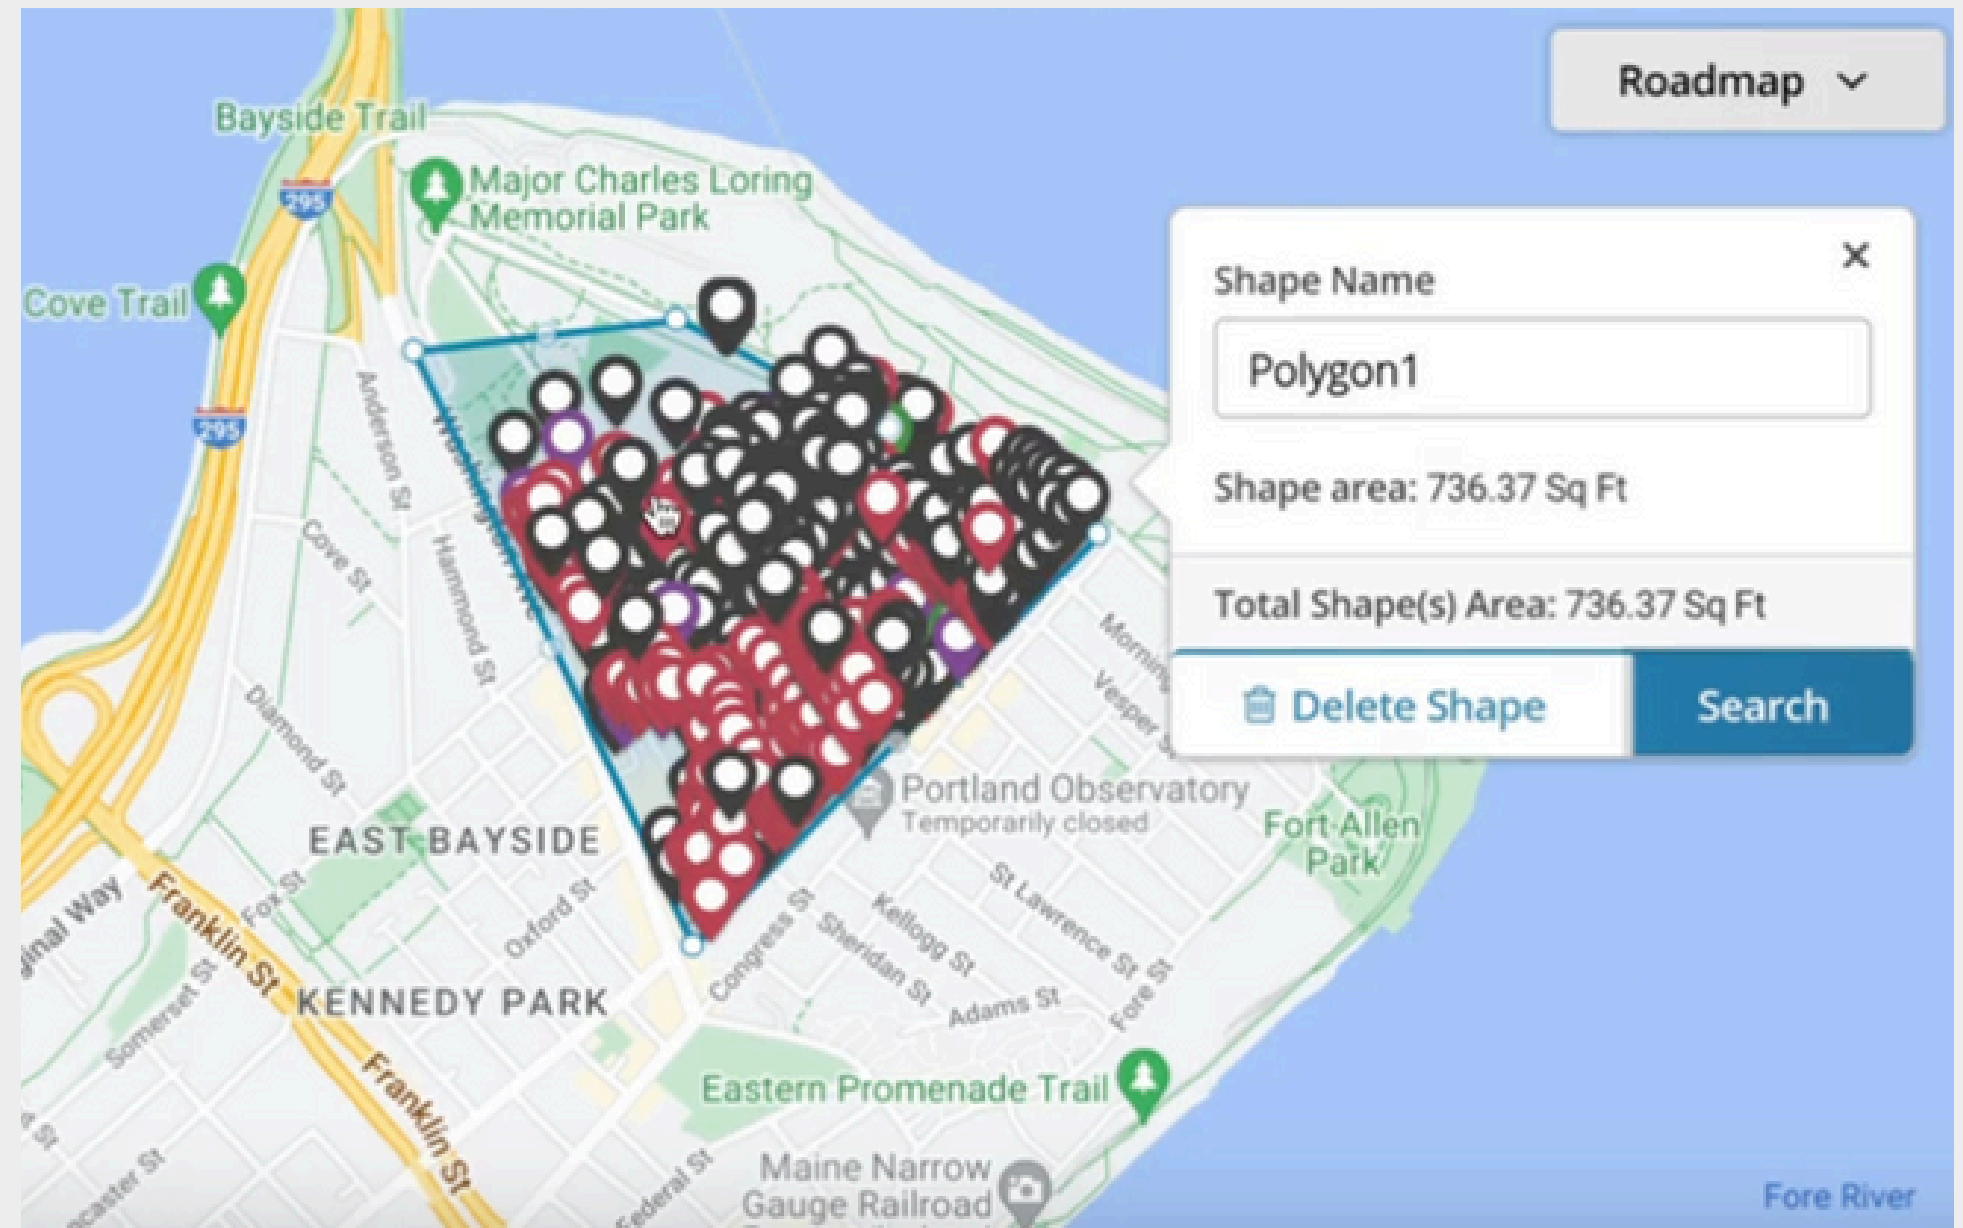 Roadmap
Bayside Trail
Major Charles Loring
Memorial Park
295
Cove Trail
295
Shape Name
Polygon1
Shape area: 736.37 Sq Ft
Total Shape(s) Area: 736.37 Sq Ft
Delete Shape
Search
Anderson St
Cove St
Hammond St
Diamond St
Morning
Vesper
Portland Observatory
Temporarily closed
Fort Allen
Park
EAST BAYSIDE
Fox St
Oxford St
Franklin St
Somerset St
KENNEDY PARK
Congress St
Sheridan St
Kellogg St
St Lawrence St
Adams St
Fore St
Franklin St
Eastern Promenade Trail
Federal St
Maine Narrow
Gauge Railroad
Fore River